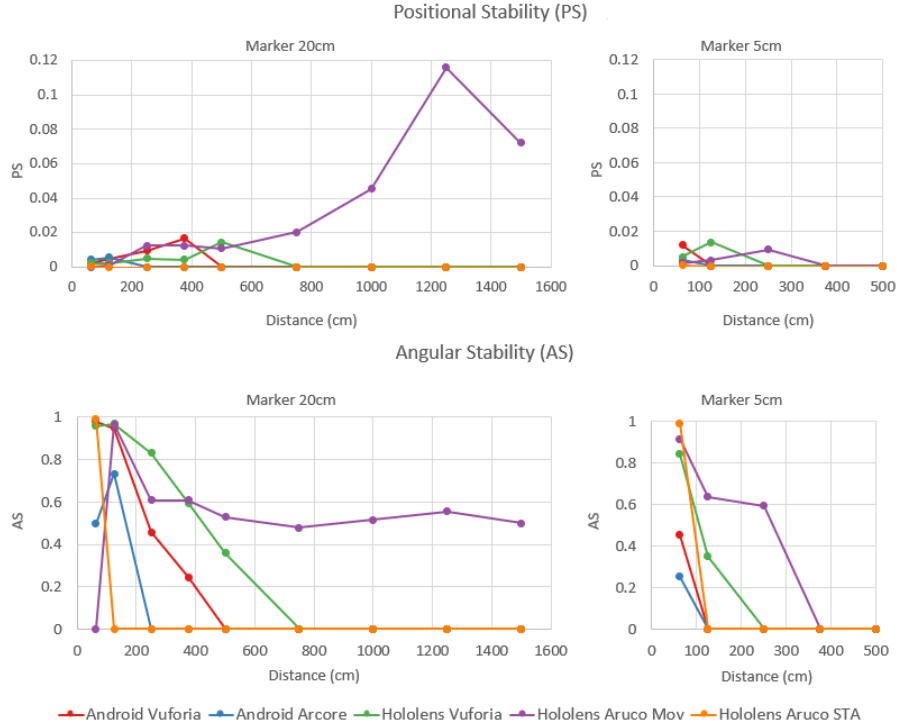 Positional Stability (PS)
Marker 20cm
Marker 5cm
0.12
0.1
0.08
0.06
0.04
0.02
0
PS
0 200 400 600 800 1000 1200 1400 1600
Distance (cm)
0.12
0.1
0.08
0.06
0.04
0.02
0
PS
0 100 200 300 400 500
Distance (cm)
Angular Stability (AS)
Marker 20cm
Marker 5cm
1
0.8
0.6
0.4
0.2
0
AS
0 200 400 600 800 1000 1200 1400 1600
Distance (cm)
1
0.8
0.6
0.4
0.2
0
AS
0 100 200 300 400 500
Distance (cm)
Android Vuforia Android Arcore Hololens Vuforia Hololens Aruco Mov Hololens Aruco STA